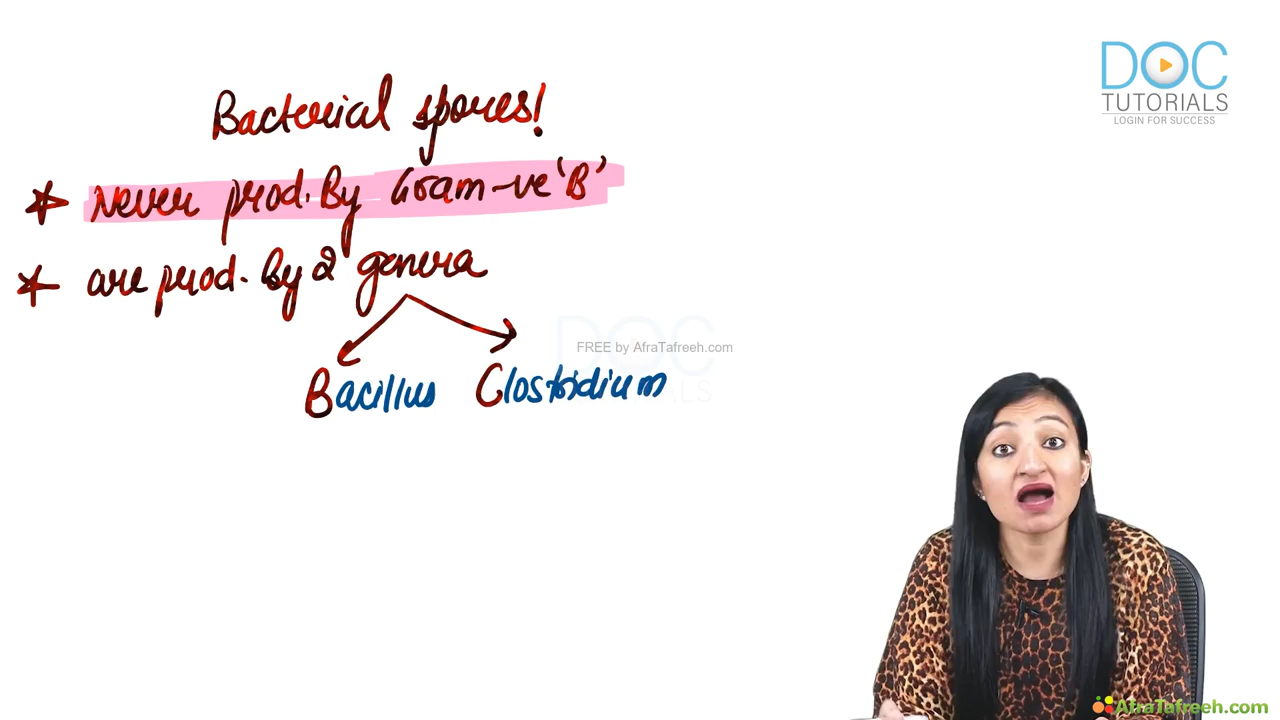 DOC
TUTORIALS
LOGIN FOR SUCCESS
Bacterial spores!
* Never prod. By Gram-ve 'B'
* are prod. By 2 genera
DOC
FREE by AfraTafreeh.com
Bacillus Clostridium
AfraTafreeh.com